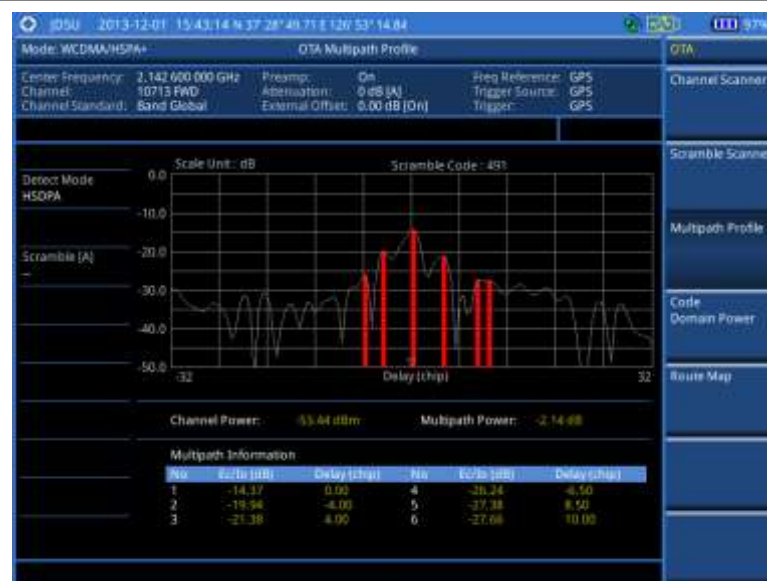 JDSU 2013-12-01 15:43:14 N 37°28'49.71 E 126°53'14.84 97%
Mode: WCDMA/HSPA+ OTA Multipath Profile OTA
Center Frequency: 2.142 600 000 GHz Preamp: On Freq Reference: GPS
Channel: 10713 FWD Attenuation: 0 dB [A] Trigger Source: GPS
Channel Standard: Band Global External Offset: 0.00 dB [On] Trigger: GPS
Channel Scanner
Scramble Scanner
Multipath Profile
Code
Domain Power
Route Map
Detect Mode
HSDPA
Scramble [A]
--
Scale Unit : dB Scramble Code : 491
0.0
-10.0
-20.0
-30.0
-40.0
-50.0
-32 Delay (chip) 32
Channel Power: -53.44 dBm Multipath Power: -2.14 dB
Multipath Information
No Ec/Io (dB) Delay (chip) No Ec/Io (dB) Delay (chip)
1 -14.37 0.00 4 -26.24 -6.50
2 -19.94 -4.00 5 -27.38 8.50
3 -21.38 4.00 6 -27.66 10.00